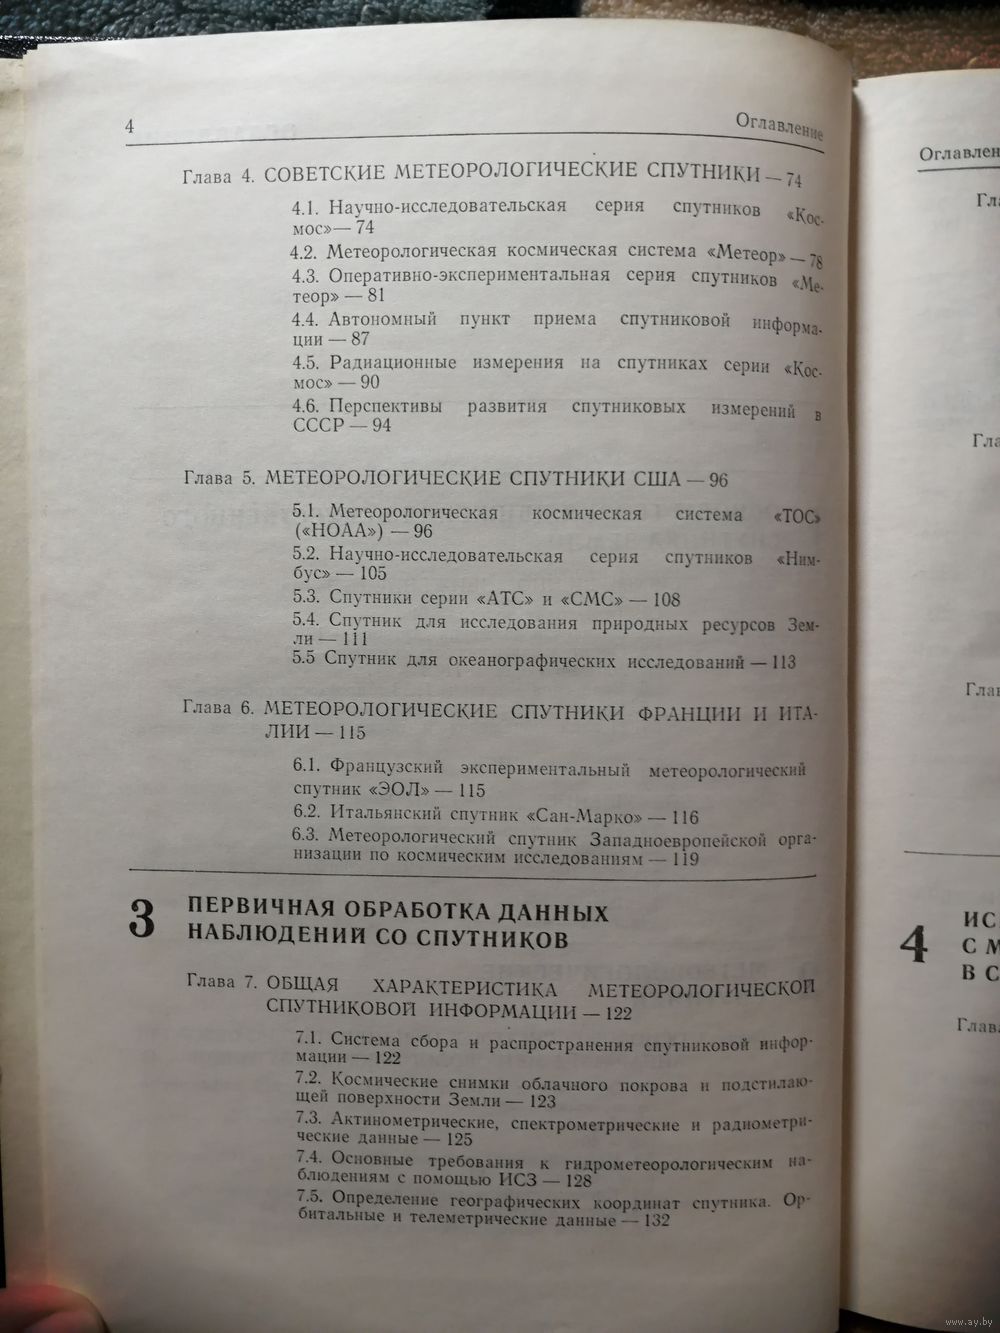 4
Оглавление
Глава 4. СОВЕТСКИЕ МЕТЕОРОЛОГИЧЕСКИЕ СПУТНИКИ — 74
4.1. Научно-исследовательская серия спутников «Кос-
мос»— 74
4.2. Метеорологическая космическая система «Метеор» — 78
4.3. Оперативно-экспериментальная серия спутников «Ме-
теор» — 81
4.4. Автономный пункт приема спутниковой информа-
ции — 87
4.5. Радиационные измерения на спутниках серии «Кос-
мос» — 90
4.6. Перспективы развития спутниковых измерений в
СССР — 94
Глава 5. МЕТЕОРОЛОГИЧЕСКИЕ СПУТНИКИ США — 96
5.1. Метеорологическая космическая система «ТОС»
(«НОАА») — 96
5.2. Научно-исследовательская серия спутников «Ним-
бус» — 105
5.3. Спутники серии «АТС» и «СМС» — 108
5.4. Спутник для исследования природных ресурсов Зем-
ли — 111
5.5 Спутник для океанографических исследований — 113
Глава 6. МЕТЕОРОЛОГИЧЕСКИЕ СПУТНИКИ ФРАНЦИИ И ИТА-
ЛИИ — 115
6.1. Французский экспериментальный метеорологический
спутник «ЭОЛ» — 115
6.2. Итальянский спутник «Сан-Марко» — 116
6.3. Метеорологический спутник Западноевропейской орга-
низации по космическим исследованиям — 119
3 ПЕРВИЧНАЯ ОБРАБОТКА ДАННЫХ
НАБЛЮДЕНИЙ СО СПУТНИКОВ
Глава 7. ОБЩАЯ ХАРАКТЕРИСТИКА МЕТЕОРОЛОГИЧЕСКОЙ
СПУТНИКОВОЙ ИНФОРМАЦИИ — 122
7.1. Система сбора и распространения спутниковой инфор-
мации — 122
7.2. Космические снимки облачного покрова и подстилаю-
щей поверхности Земли — 123
7.3. Актинометрические, спектрометрические и радиометри-
ческие данные — 125
7.4. Основные требования к гидрометеорологическим на-
блюдениям с помощью ИСЗ — 128
7.5. Определение географических координат спутника. Ор-
битальные и телеметрические данные — 132
Оглавлен
Гла
Гла
Глав
4 ИС
С М
В С
Глава
www.ay.by